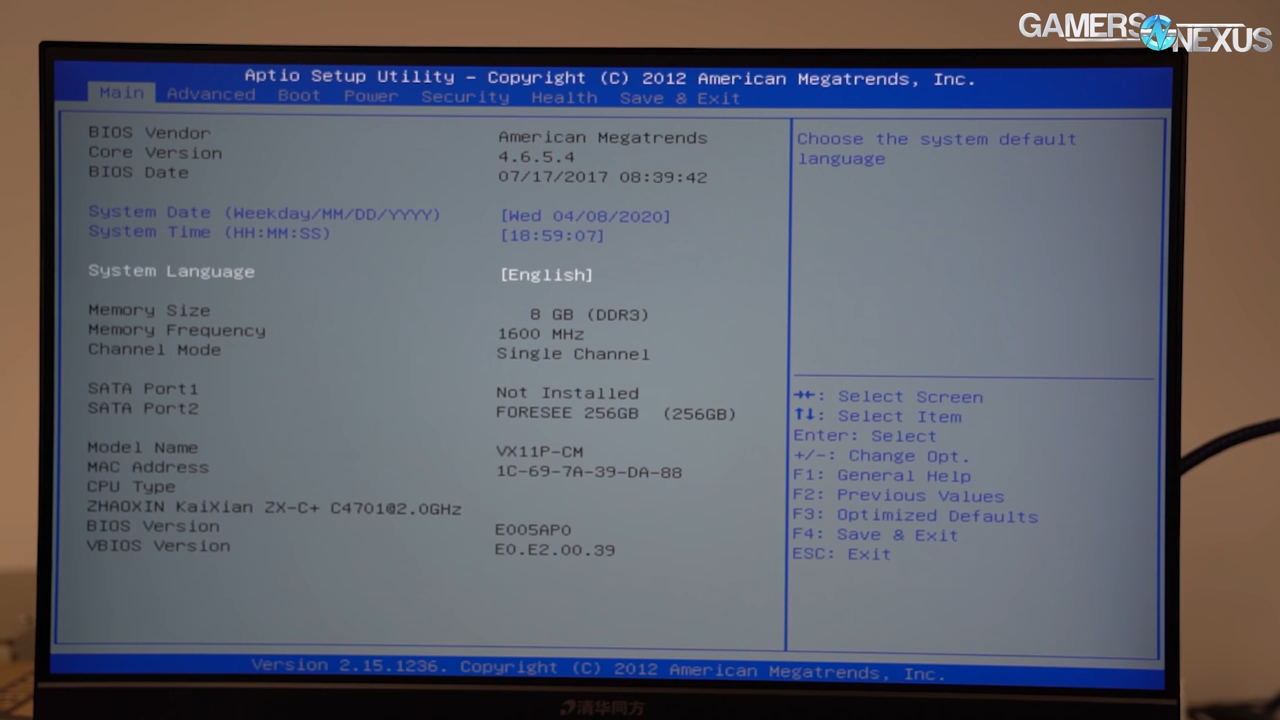 GAMERS NEXUS
Aptio Setup Utility - Copyright (C) 2012 American Megatrends, Inc.
Main Advanced Boot Power Security Health Save & Exit
BIOS Vendor American Megatrends
Core Version 4.6.5.4
BIOS Date 07/17/2017 08:39:42
System Date (Weekday/MM/DD/YYYY) [Wed 04/08/2020]
System Time (HH:MM:SS) [18:59:07]
System Language [English]
Memory Size 8 GB (DDR3)
Memory Frequency 1600 MHz
Channel Mode Single Channel
SATA Port1 Not Installed
SATA Port2 FORESEE 256GB (256GB)
Model Name VX11P-CM
MAC Address 1C-69-7A-39-DA-88
CPU Type
ZHAOXIN KaiXian ZX-C+ C4701@2.0GHz
BIOS Version E005AP0
VBIOS Version E0.E2.00.39
Choose the system default
language
→←: Select Screen
↑↓: Select Item
Enter: Select
+/-: Change Opt.
F1: General Help
F2: Previous Values
F3: Optimized Defaults
F4: Save & Exit
ESC: Exit
Version 2.15.1236. Copyright (C) 2012 American Megatrends, Inc.
清华同方